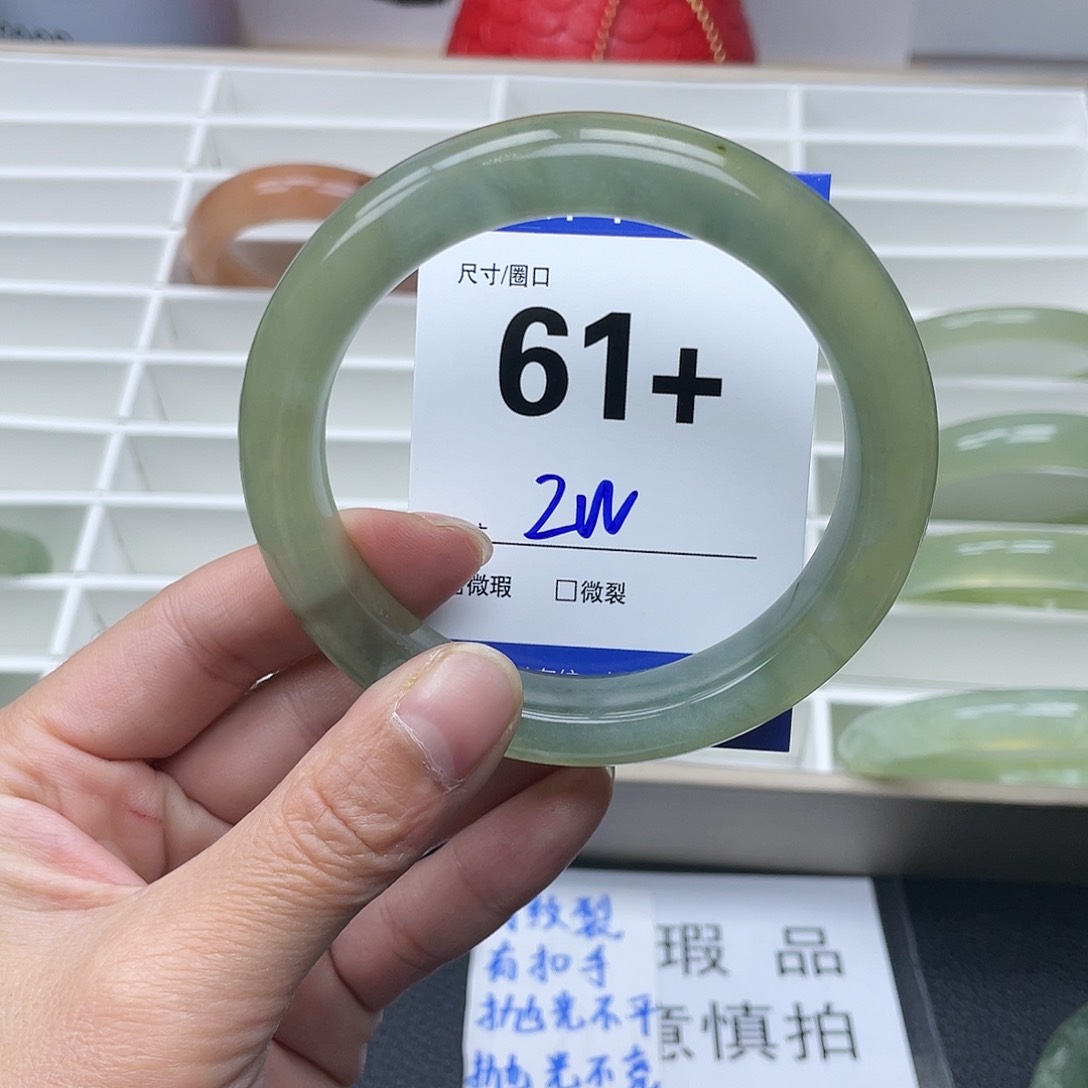 尺寸/圈口
61+
2W
微瑕 □微裂
纹裂
有扣手
抛光不平
抛光不亮
瑕 品
意慎拍